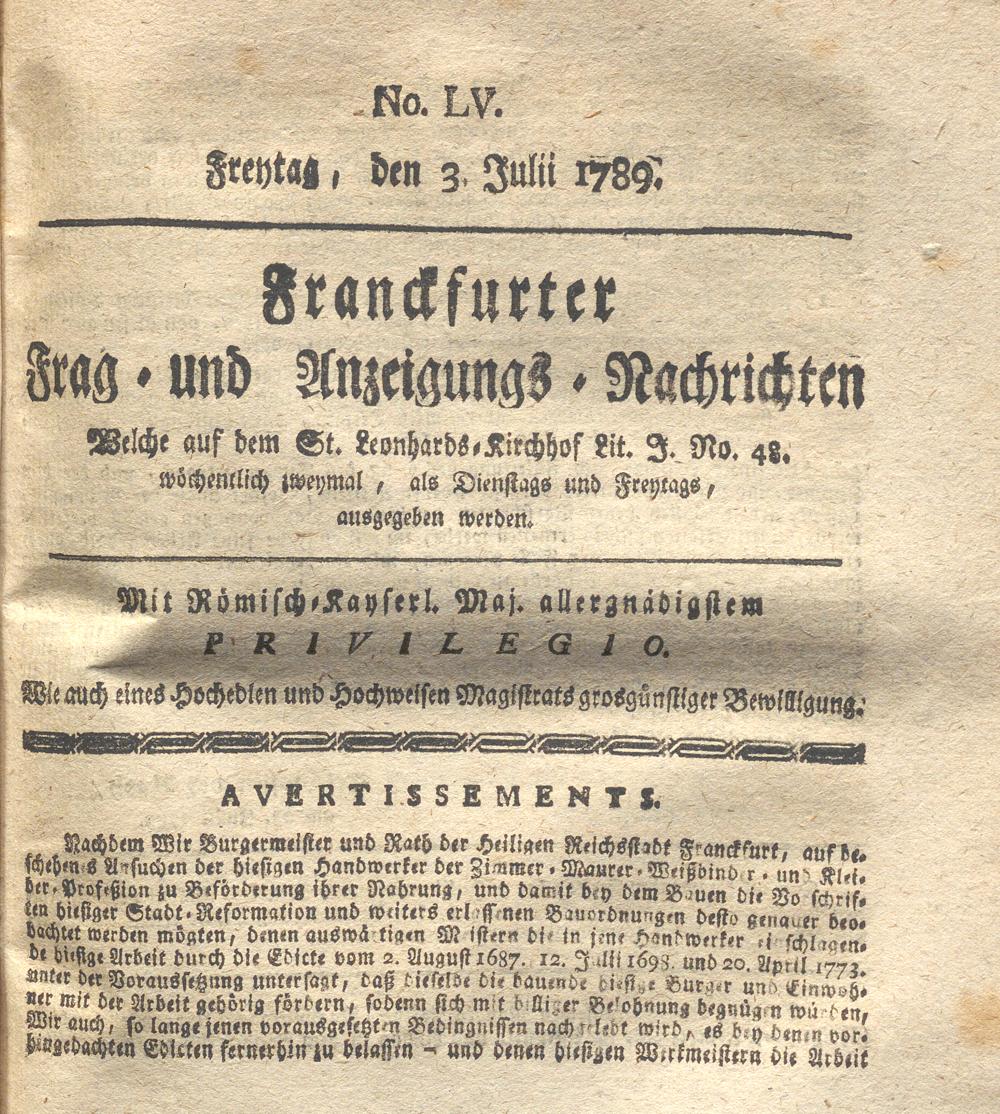 No. LV.
Freytag, den 3. Julii 1789.
Franckfurter
Frag- und Anzeigungs-Nachrichten
Welche auf dem St. Leonhards-Kirchhof Lit. J. No. 48.
wöchentlich zweymal, als Dienstags und Freytags,
ausgegeben werden.
Mit Römisch-Kayserl. Maj. allergnädigstem
PRIVILEGIO.
Wie auch eines Hochedlen und Hochweisen Magistrats grosgünstiger Bewilligung.
AVERTISSEMENTS.
Nachdem Wir Burgermeister und Rath der Heiligen Reichsstadt Franckfurt, auf be-
schehenes Ansuchen der hiesigen Handwerker der Zimmer-Maurer-Weißbinder- und Klei-
ber-Profeßion zu Beförderung ihrer Nahrung, und damit bey dem Bauen die Vorschrif-
ten hiesiger Stadt-Reformation und weiters erlassenen Bauordnungen desto genauer beo-
bachtet werden mögten, denen auswärtigen Meistern die in jene Handwerker einschlagen-
de hiesige Arbeit durch die Edicte vom 2. August 1687. 12. Julii 1698. und 20. April 1773.
unter der Voraussetzung untersagt, daß dieselbe die bauende hiesige Burger und Einwoh-
ner mit der Arbeit gehörig fördern, sodenn sich mit billiger Belohnung begnügen würden,
Wir auch, so lange jenen vorausgesetzten Bedingnissen nachgelebt wird, es bey denen vor-
hingedachten Edicten fernerhin zu belassen – und denen hiesigen Werkmeistern die Arbeit